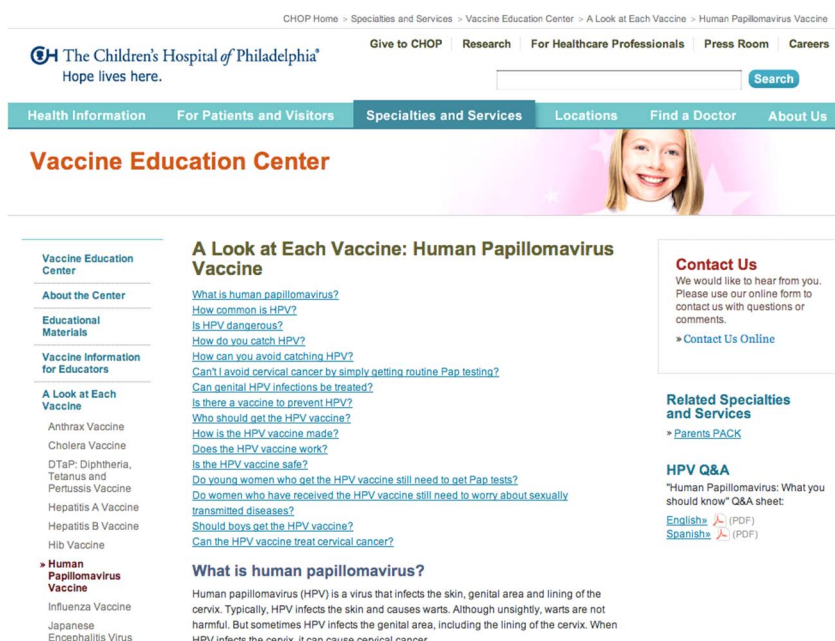 CHOP Home > Specialties and Services > Vaccine Education Center > A Look at Each Vaccine > Human Papillomavirus Vaccine
The Children's Hospital of Philadelphia®
Hope lives here.
Give to CHOP
Research
For Healthcare Professionals
Press Room
Careers
Search
Health Information
For Patients and Visitors
Specialties and Services
Locations
Find a Doctor
About Us
Vaccine Education Center
Vaccine Education
Center
About the Center
Educational
Materials
Vaccine Information
for Educators
A Look at Each
Vaccine
Anthrax Vaccine
Cholera Vaccine
DTaP: Diphtheria,
Tetanus and
Pertussis Vaccine
Hepatitis A Vaccine
Hepatitis B Vaccine
Hib Vaccine
» Human
Papillomavirus
Vaccine
Influenza Vaccine
Japanese
Encephalitis Virus
A Look at Each Vaccine: Human Papillomavirus
Vaccine
What is human papillomavirus?
How common is HPV?
Is HPV dangerous?
How do you catch HPV?
How can you avoid catching HPV?
Can't I avoid cervical cancer by simply getting routine Pap testing?
Can genital HPV infections be treated?
Is there a vaccine to prevent HPV?
Who should get the HPV vaccine?
How is the HPV vaccine made?
Does the HPV vaccine work?
Is the HPV vaccine safe?
Do young women who get the HPV vaccine still need to get Pap tests?
Do women who have received the HPV vaccine still need to worry about sexually
transmitted diseases?
Should boys get the HPV vaccine?
Can the HPV vaccine treat cervical cancer?
What is human papillomavirus?
Human papillomavirus (HPV) is a virus that infects the skin, genital area and lining of the
cervix. Typically, HPV infects the skin and causes warts. Although unsightly, warts are not
harmful. But sometimes HPV infects the genital area, including the lining of the cervix. When
HPV infects the cervix, it can cause cervical cancer.
Contact Us
We would like to hear from you.
Please use our online form to
contact us with questions or
comments.
» Contact Us Online
Related Specialties
and Services
» Parents PACK
HPV Q&A
"Human Papillomavirus: What you
should know" Q&A sheet:
English» (PDF)
Spanish» (PDF)